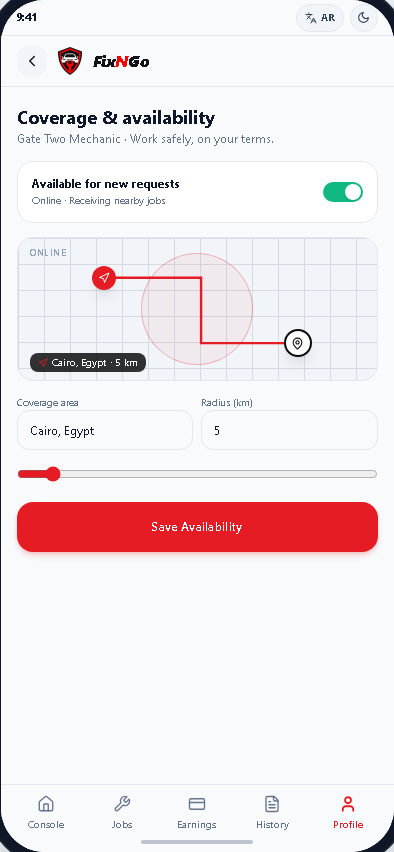 9:41
AR
FixNGo
Coverage & availability
Gate Two Mechanic · Work safely, on your terms.
Available for new requests
Online · Receiving nearby jobs
ONLINE
Cairo, Egypt · 5 km
Coverage area
Radius (km)
Cairo, Egypt
5
Save Availability
Console
Jobs
Earnings
History
Profile